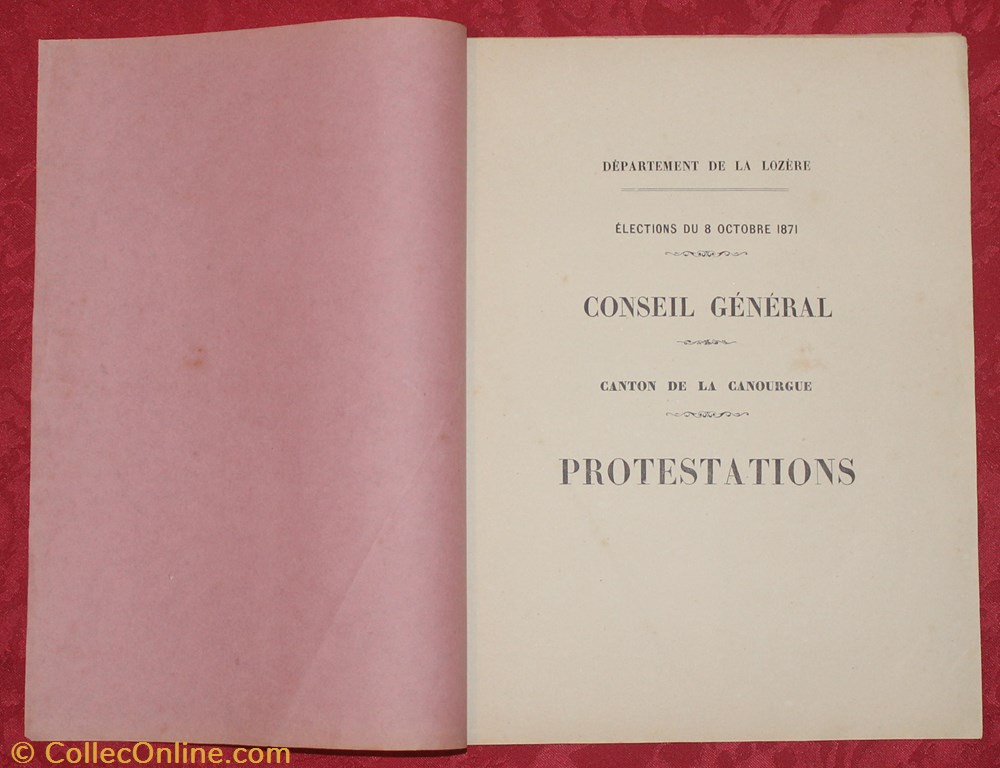 DÉPARTEMENT DE LA LOZÈRE
ÉLECTIONS DU 8 OCTOBRE 1871
CONSEIL GÉNÉRAL
CANTON DE LA CANOURGUE
PROTESTATIONS
© CollecOnline.com